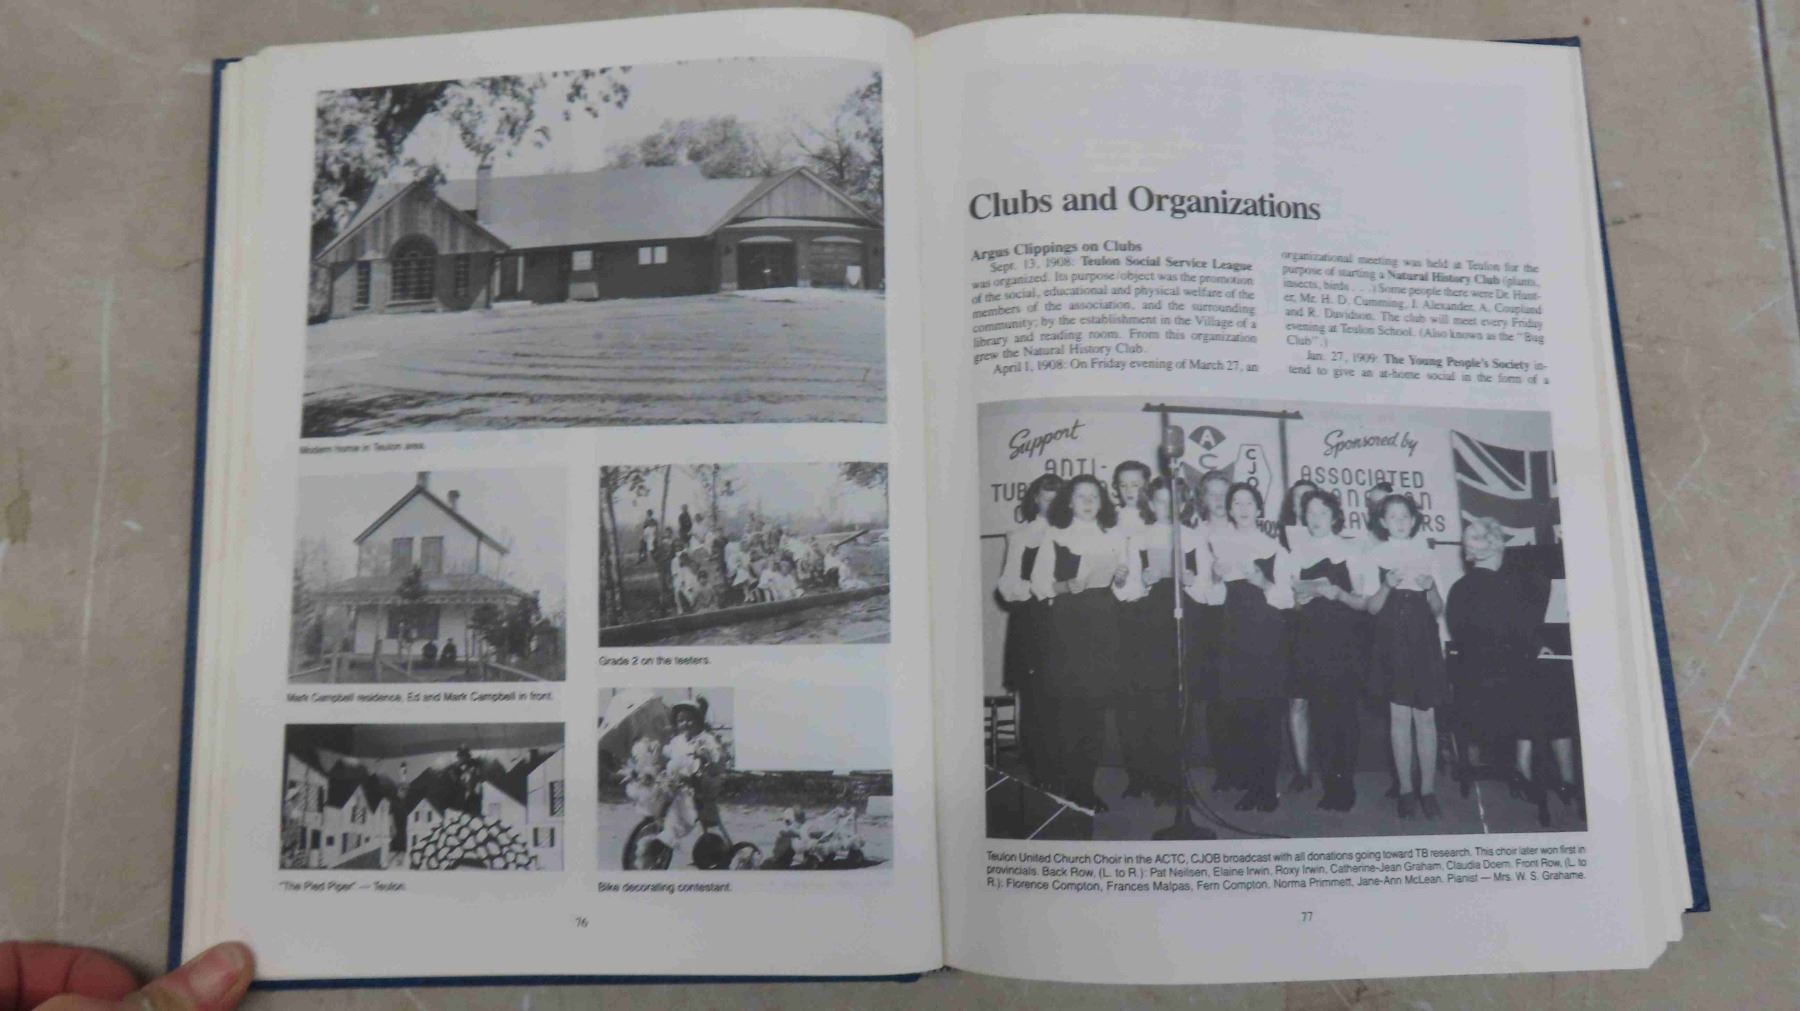 Modern home in Teulon area.
Mark Campbell residence, Ed and Mark Campbell in front.
Grade 2 on the teeters.
"The Pied Piper" — Teulon.
Bike decorating contestant.
76
Clubs and Organizations
Argus Clippings on Clubs
Sept. 13, 1908: Teulon Social Service League
was organized. Its purpose/object was the promotion
of the social, educational and physical welfare of the
members of the association, and the surrounding
community; by the establishment in the Village of a
library and reading room. From this organization
grew the Natural History Club.
April 1, 1908: On Friday evening of March 27, an
organizational meeting was held at Teulon for the
purpose of starting a Natural History Club (plants,
insects, birds . . .) Some people there were Dr. Hunt-
er, Mr. H. D. Cumming, J. Alexander, A. Coupland
and R. Davidson. The club will meet every Friday
evening at Teulon School. (Also known as the "Bug
Club".)
Jan. 27, 1909: The Young People's Society in-
tend to give an at-home social in the form of a
Support
ANTI-
TUB
A
C
CJO
Sponsored by
ASSOCIATED
Teulon United Church Choir in the ACTC, CJOB broadcast with all donations going toward TB research. This choir later won first in
provincials. Back Row, (L. to R.): Pat Neilsen, Elaine Irwin, Roxy Irwin, Catherine-Jean Graham, Claudia Doern. Front Row, (L. to
R.): Florence Compton, Frances Malpas, Fern Compton, Norma Primmett, Jane-Ann McLean. Pianist — Mrs. W. S. Grahame.
77